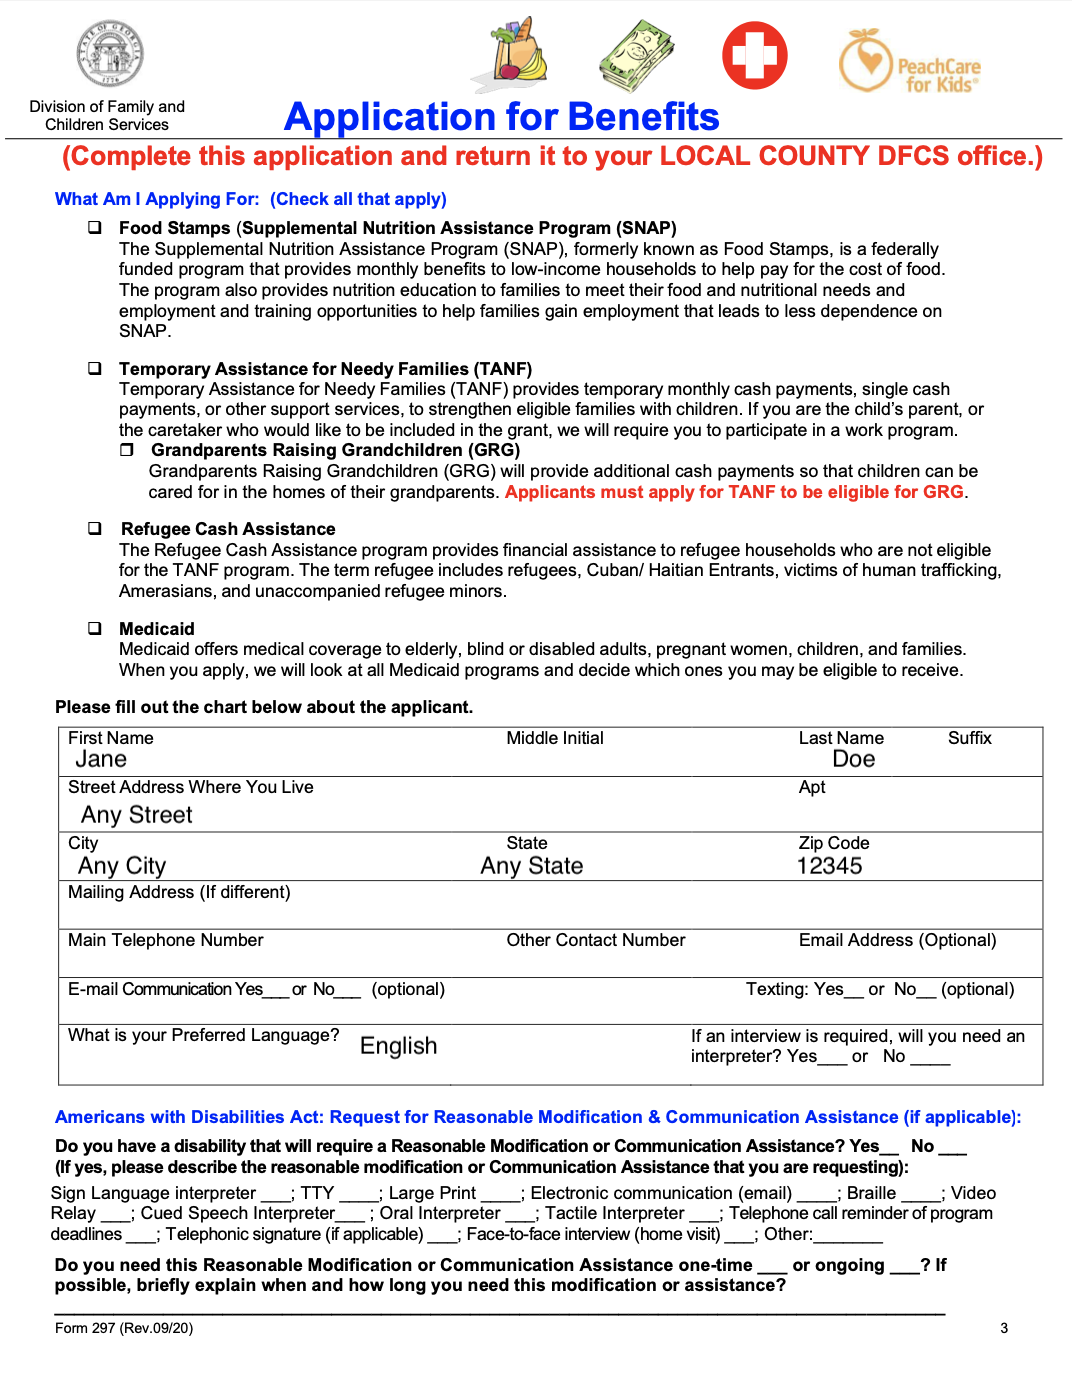 STATE OF GEORGIA
1776
PeachCare
for Kids®
Division of Family and
Children Services
Application for Benefits
(Complete this application and return it to your LOCAL COUNTY DFCS office.)
What Am I Applying For: (Check all that apply)
❑ Food Stamps (Supplemental Nutrition Assistance Program (SNAP)
The Supplemental Nutrition Assistance Program (SNAP), formerly known as Food Stamps, is a federally
funded program that provides monthly benefits to low-income households to help pay for the cost of food.
The program also provides nutrition education to families to meet their food and nutritional needs and
employment and training opportunities to help families gain employment that leads to less dependence on
SNAP.
❑ Temporary Assistance for Needy Families (TANF)
Temporary Assistance for Needy Families (TANF) provides temporary monthly cash payments, single cash
payments, or other support services, to strengthen eligible families with children. If you are the child's parent, or
the caretaker who would like to be included in the grant, we will require you to participate in a work program.
❒ Grandparents Raising Grandchildren (GRG)
Grandparents Raising Grandchildren (GRG) will provide additional cash payments so that children can be
cared for in the homes of their grandparents. Applicants must apply for TANF to be eligible for GRG.
❑ Refugee Cash Assistance
The Refugee Cash Assistance program provides financial assistance to refugee households who are not eligible
for the TANF program. The term refugee includes refugees, Cuban/ Haitian Entrants, victims of human trafficking,
Amerasians, and unaccompanied refugee minors.
❑ Medicaid
Medicaid offers medical coverage to elderly, blind or disabled adults, pregnant women, children, and families.
When you apply, we will look at all Medicaid programs and decide which ones you may be eligible to receive.
Please fill out the chart below about the applicant.
First Name Middle Initial Last Name Suffix
Jane Doe
Street Address Where You Live Apt
Any Street
City State Zip Code
Any City Any State 12345
Mailing Address (If different)
Main Telephone Number Other Contact Number Email Address (Optional)
E-mail Communication Yes___ or No___ (optional) Texting: Yes__ or No__ (optional)
What is your Preferred Language? English If an interview is required, will you need an
interpreter? Yes___ or No ____
Americans with Disabilities Act: Request for Reasonable Modification & Communication Assistance (if applicable):
Do you have a disability that will require a Reasonable Modification or Communication Assistance? Yes__ No ___
(If yes, please describe the reasonable modification or Communication Assistance that you are requesting):
Sign Language interpreter ___; TTY ____; Large Print ____; Electronic communication (email) ____; Braille ____; Video
Relay ___; Cued Speech Interpreter___ ; Oral Interpreter ___; Tactile Interpreter ___; Telephone call reminder of program
deadlines ___; Telephonic signature (if applicable) ___; Face-to-face interview (home visit) ___; Other:_______
Do you need this Reasonable Modification or Communication Assistance one-time ___ or ongoing ___? If
possible, briefly explain when and how long you need this modification or assistance?
Form 297 (Rev.09/20) 3